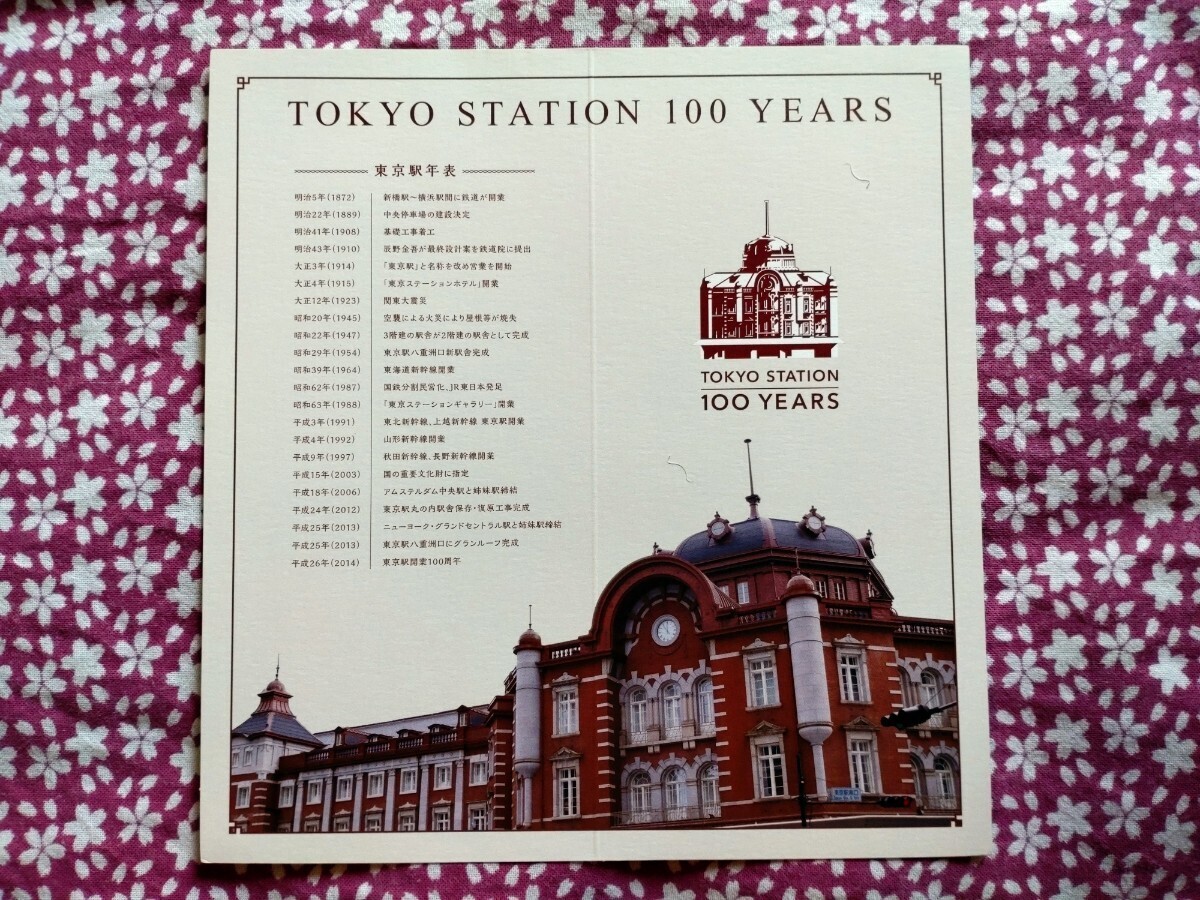 TOKYO STATION 100 YEARS
東京駅年表
明治5年(1872) 新橋駅〜横浜駅間に鉄道が開業
明治22年(1889) 中央停車場の建設決定
明治41年(1908) 基礎工事着工
明治43年(1910) 辰野金吾が最終設計案を鉄道院に提出
大正3年(1914) 「東京駅」と名称を改め営業を開始
大正4年(1915) 「東京ステーションホテル」開業
大正12年(1923) 関東大震災
昭和20年(1945) 空襲による火災により屋根等が焼失
昭和22年(1947) 3階建の駅舎が2階建の駅舎として完成
昭和29年(1954) 東京駅八重洲口新駅舎完成
昭和39年(1964) 東海道新幹線開業
昭和62年(1987) 国鉄分割民営化、JR東日本発足
昭和63年(1988) 「東京ステーションギャラリー」開業
平成3年(1991) 東北新幹線、上越新幹線 東京駅開業
平成4年(1992) 山形新幹線開業
平成9年(1997) 秋田新幹線、長野新幹線開業
平成15年(2003) 国の重要文化財に指定
平成18年(2006) アムステルダム中央駅と姉妹駅締結
平成24年(2012) 東京駅丸の内駅舎保存・復原工事完成
平成25年(2013) ニューヨーク・グランドセントラル駅と姉妹駅締結
平成25年(2013) 東京駅八重洲口にグランルーフ完成
平成26年(2014) 東京駅開業100周年
TOKYO STATION
100 YEARS